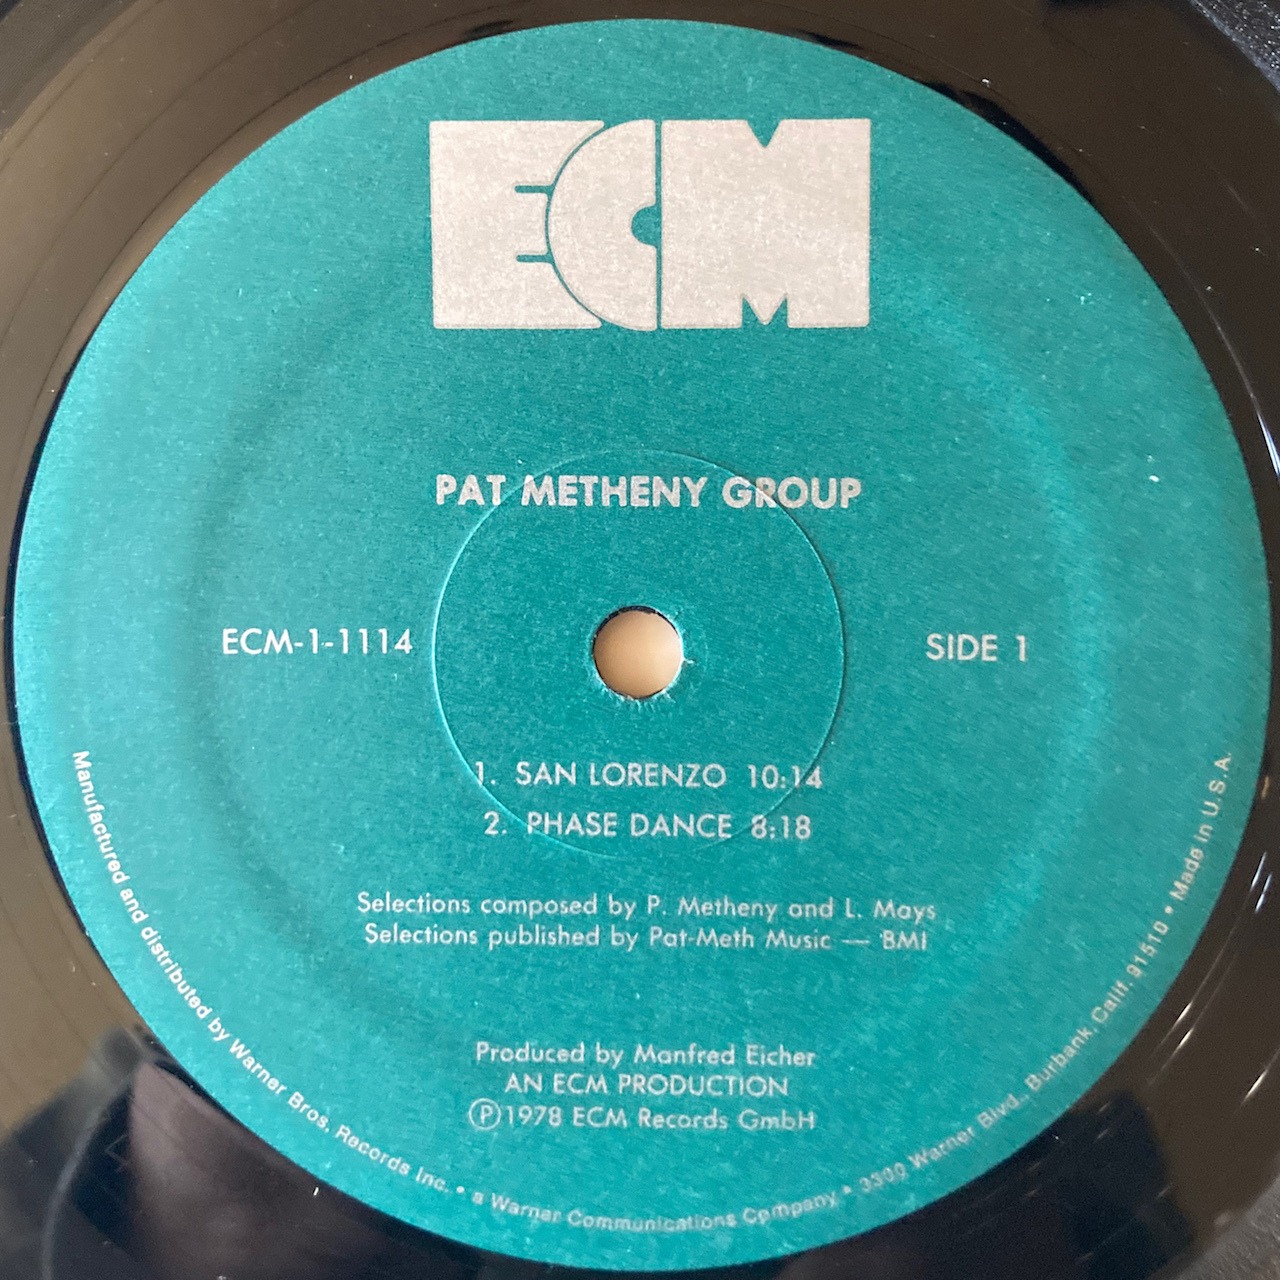 ECM
PAT METHENY GROUP
ECM-1-1114
SIDE 1
1. SAN LORENZO 10:14
2. PHASE DANCE 8:18
Selections composed by P. Metheny and L. Mays
Selections published by Pat-Meth Music — BMI
Produced by Manfred Eicher
AN ECM PRODUCTION
Ⓟ1978 ECM Records GmbH
Manufactured and distributed by Warner Bros. Records Inc. • a Warner Communications Company • 3300 Warner Blvd., Burbank, Calif. 91510 • Made in U.S.A.